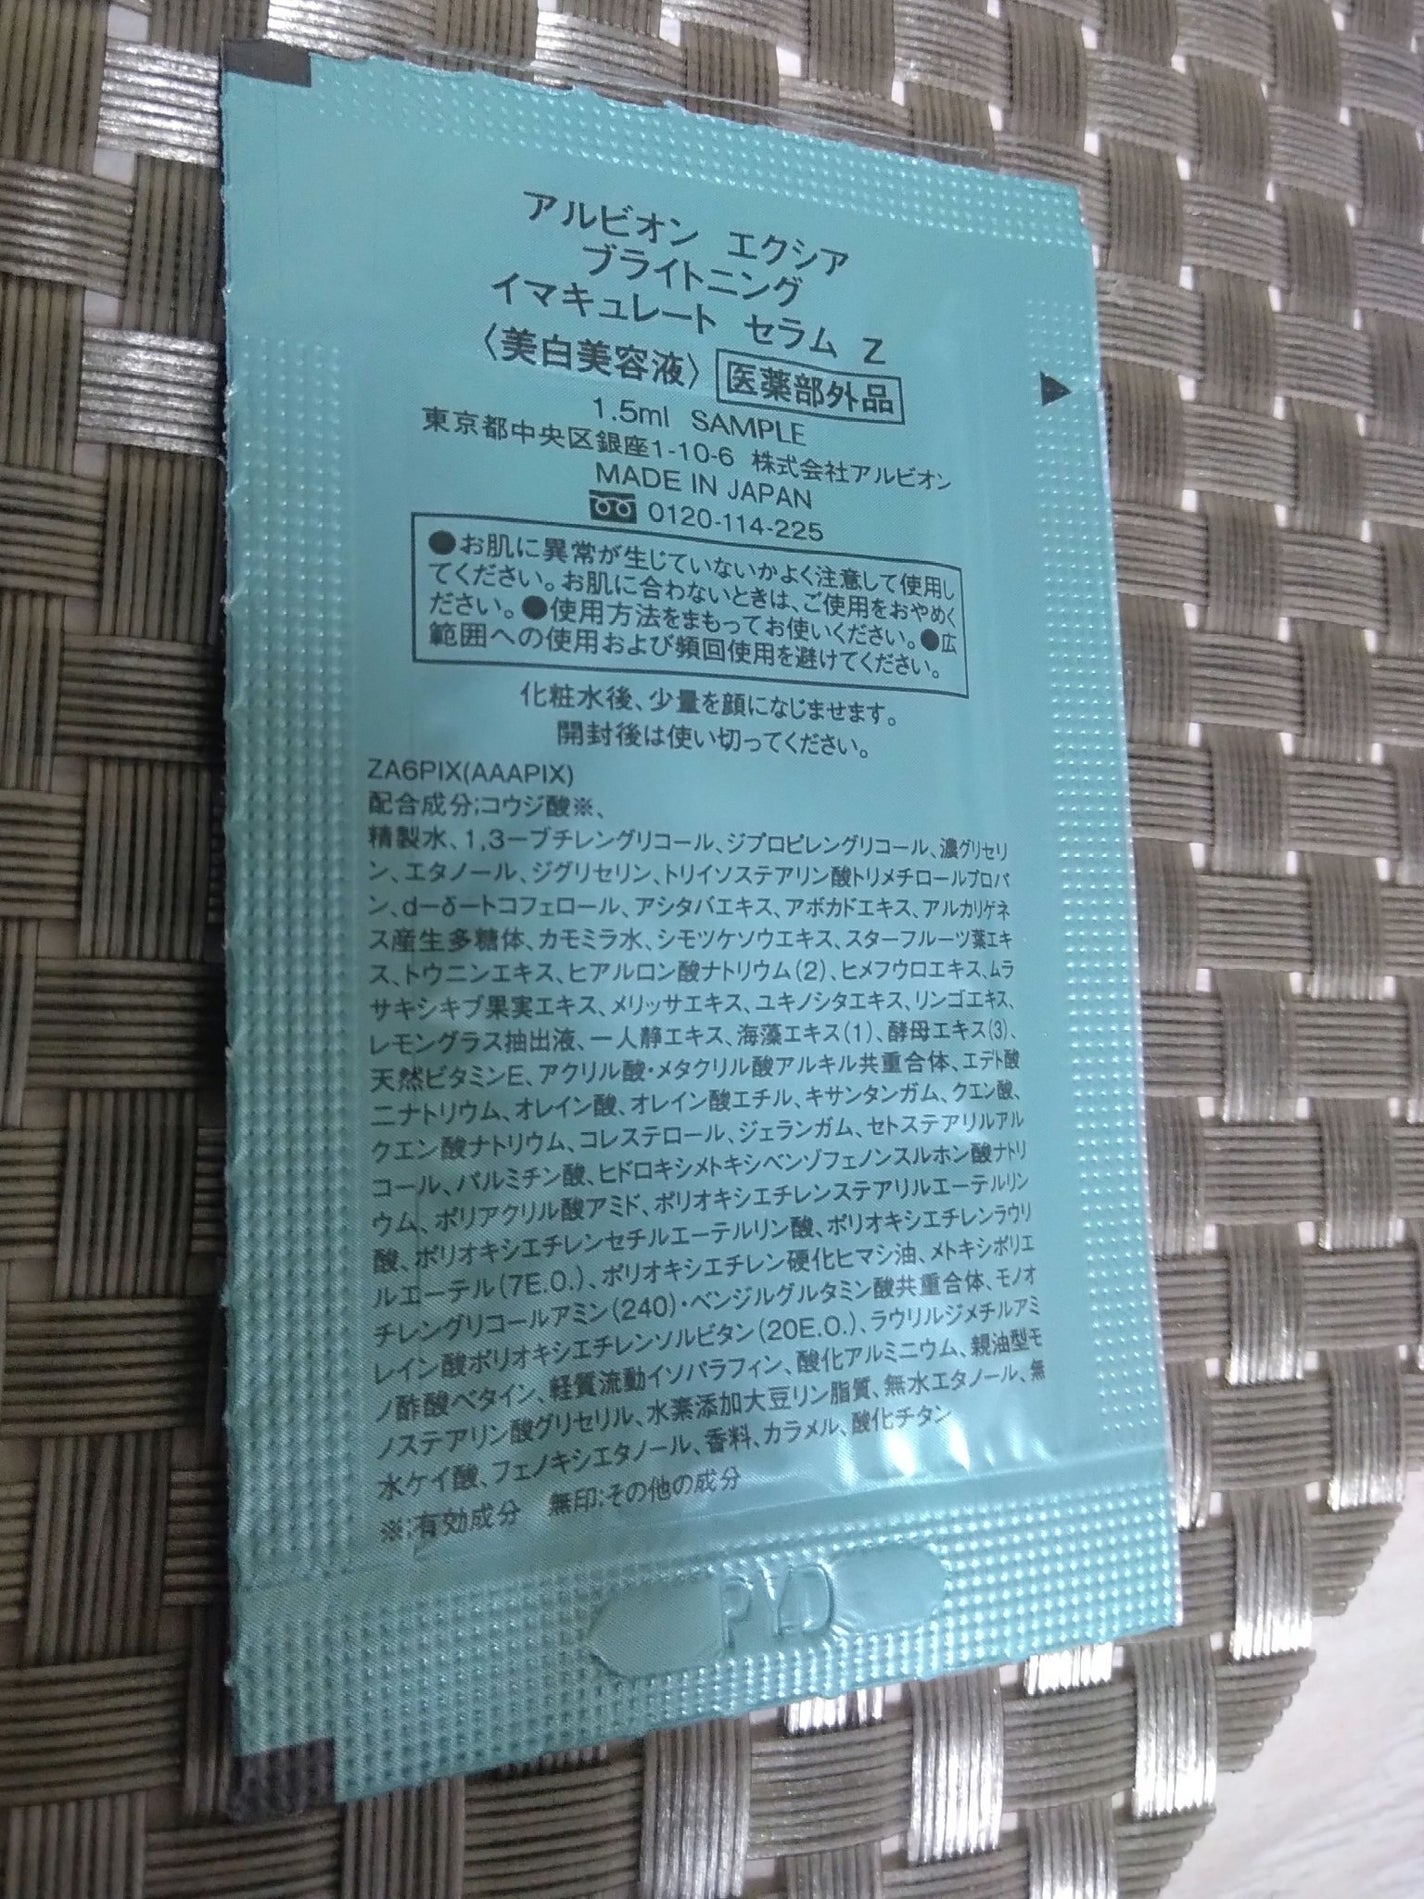 アルビオン エクシア
ブライトニング
イマキュレート セラム Z
〈美白美容液〉 医薬部外品
1.5ml SAMPLE
東京都中央区銀座1-10-6 株式会社アルビオン
MADE IN JAPAN
0120-114-225
●お肌に異常が生じていないかよく注意して使用し
てください。お肌に合わないときは、ご使用をおやめく
ださい。●使用方法をまもってお使いください。●広
範囲への使用および頻回使用を避けてください。
化粧水後、少量を顔になじませます。
開封後は使い切ってください。
ZA6PIX(AAAPIX)
配合成分;コウジ酸※、
精製水、1,3ーブチレングリコール、ジプロピレングリコール、濃グリセリ
ン、エタノール、ジグリセリン、トリイソステアリン酸トリメチロールプロパ
ン、dーδートコフェロール、アシタバエキス、アボカドエキス、アルカリゲネ
ス産生多糖体、カモミラ水、シモツケソウエキス、スターフルーツ葉エキ
ス、トウニンエキス、ヒアルロン酸ナトリウム(2)、ヒメフウロエキス、ムラ
サキシキブ果実エキス、メリッサエキス、ユキノシタエキス、リンゴエキス、
レモングラス抽出液、一人静エキス、海藻エキス(1)、酵母エキス(3)、
天然ビタミンE、アクリル酸・メタクリル酸アルキル共重合体、エデト酸
ニナトリウム、オレイン酸、オレイン酸エチル、キサンタンガム、クエン酸、
クエン酸ナトリウム、コレステロール、ジェランガム、セトステアリルアル
コール、パルミチン酸、ヒドロキシメトキシベンゾフェノンスルホン酸ナトリ
ウム、ポリアクリル酸アミド、ポリオキシエチレンステアリルエーテルリン
酸、ポリオキシエチレンセチルエーテルリン酸、ポリオキシエチレンラウリ
ルエーテル(7E.O.)、ポリオキシエチレン硬化ヒマシ油、メトキシポリエ
チレングリコールアミン(240)・ベンジルグルタミン酸共重合体、モノオ
レイン酸ポリオキシエチレンソルビタン(20E.O.)、ラウリルジメチルアミ
ノ酢酸ベタイン、軽質流動イソパラフィン、酸化アルミニウム、親油型モ
ノステアリン酸グリセリル、水素添加大豆リン脂質、無水エタノール、無
水ケイ酸、フェノキシエタノール、香料、カラメル、酸化チタン
※;有効成分 無印;その他の成分
PYD